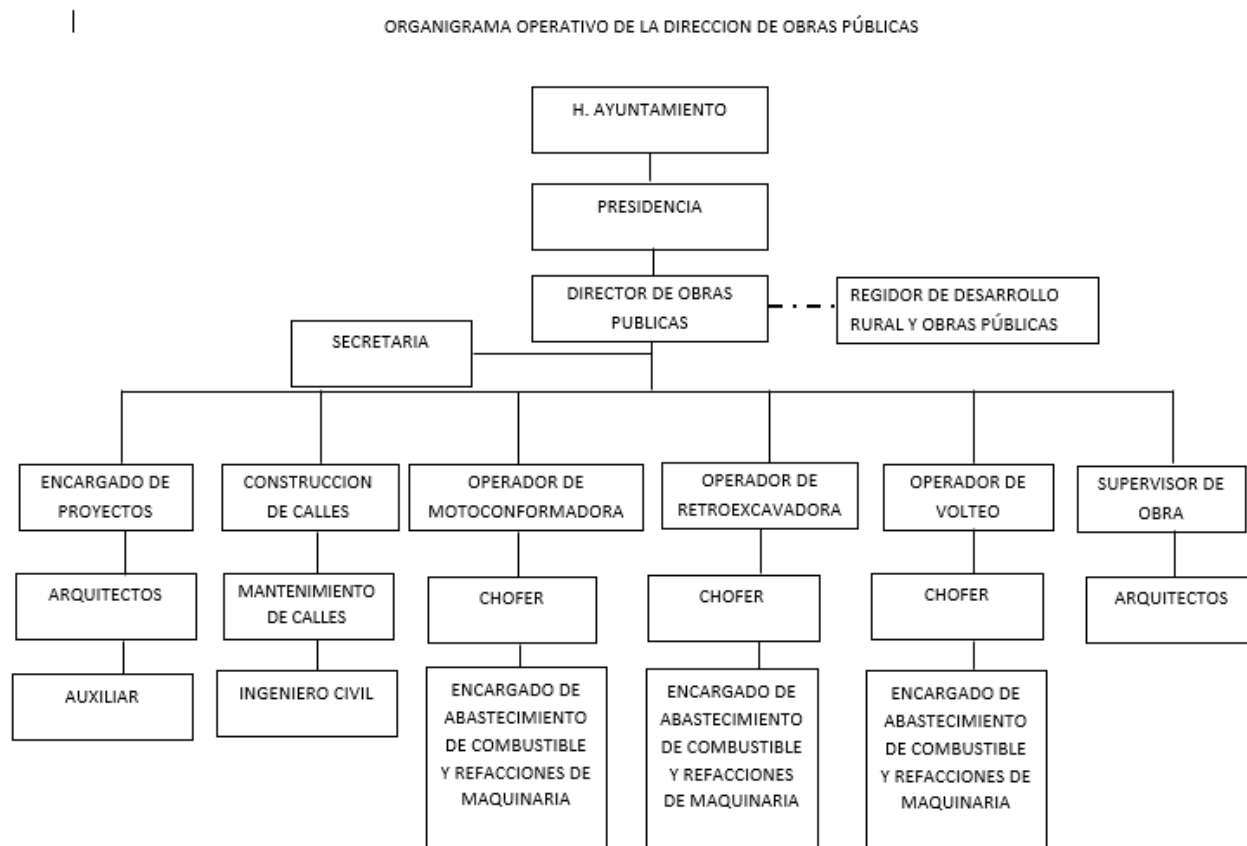 ORGANIGRAMA OPERATIVO DE LA DIRECCION DE OBRAS PÚBLICAS
H. AYUNTAMIENTO
PRESIDENCIA
DIRECTOR DE OBRAS
PUBLICAS
REGIDOR DE DESARROLLO
RURAL Y OBRAS PÚBLICAS
SECRETARIA
ENCARGADO DE
PROYECTOS
CONSTRUCCION
DE CALLES
OPERADOR DE
MOTOCONFORMADORA
OPERADOR DE
RETROEXCAVADORA
OPERADOR DE
VOLTEO
SUPERVISOR DE
OBRA
ARQUITECTOS
MANTENIMIENTO
DE CALLES
CHOFER
CHOFER
CHOFER
ARQUITECTOS
AUXILIAR
INGENIERO CIVIL
ENCARGADO DE
ABASTECIMIENTO
DE COMBUSTIBLE
Y REFACCIONES DE
MAQUINARIA
ENCARGADO DE
ABASTECIMIENTO
DE COMBUSTIBLE
Y REFACCIONES
DE MAQUINARIA
ENCARGADO DE
ABASTECIMIENTO
DE COMBUSTIBLE
Y REFACCIONES DE
MAQUINARIA